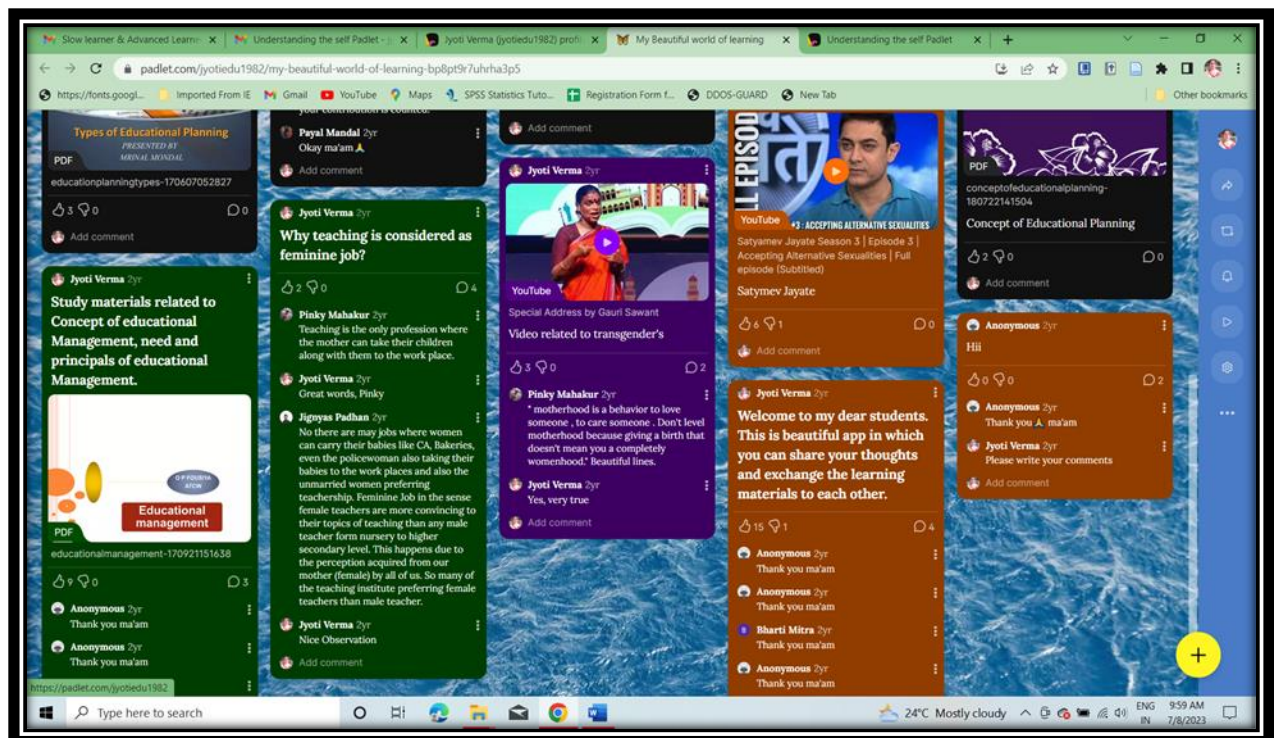 Slow learner & Advanced Learne
Understanding the self Padlet - j
Jyoti Verma (jyotiedu1982) profil
My Beautiful world of learning
Understanding the self Padlet
padlet.com/jyotiedu1982/my-beautiful-world-of-learning-bp8pt9r7uhrha3p5
https://fonts.googl...
Imported From IE
Gmail
YouTube
Maps
SPSS Statistics Tuto...
Registration Form f...
DDOS-GUARD
New Tab
Other bookmarks
Types of Educational Planning
PRESENTED BY
MRINAL MONDAL
PDF
educationplanningtypes-170607052827
3 0 0
Add comment
Jyoti Verma 2yr
Study materials related to
Concept of educational
Management, need and
principals of educational
Management.
Educational
management
PDF
educationalmanagement-170921151638
9 0 3
Anonymous 2yr
Thank you ma'am
Anonymous 2yr
Thank you ma'am
https://padlet.com/jyotiedu1982
your contribution is counted.
Payal Mandal 2yr
Okay ma'am🙏
Add comment
Jyoti Verma 2yr
Why teaching is considered as
feminine job?
2 0 4
Pinky Mahakur 2yr
Teaching is the only profession where
the mother can take their children
along with them to the work place.
Jyoti Verma 2yr
Great words, Pinky
Jignyas Padhan 2yr
No there are may jobs where women
can carry their babies like CA, Bakeries,
even the policewoman also taking their
babies to the work places and also the
unmarried women preferring
teachership. Feminine Job in the sense
female teachers are more convincing to
their topics of teaching than any male
teacher form nursery to higher
secondary level. This happens due to
the perception acquired from our
mother (female) by all of us. So many of
the teaching institute preferring female
teachers than male teacher.
Jyoti Verma 2yr
Nice Observation
Add comment
Add comment
Jyoti Verma 2yr
YouTube
Special Address by Gauri Sawant
Video related to transgender's
3 0 2
Pinky Mahakur 2yr
" motherhood is a behavior to love
someone , to care someone . Don't level
motherhood because giving a birth that
doesn't mean you a completely
womenhood." Beautiful lines.
Jyoti Verma 2yr
Yes, very true
Add comment
LL EPISOD
YouTube
#3 : ACCEPTING ALTERNATIVE SEXUALITIES
Satyamev Jayate Season 3 | Episode 3 |
Accepting Alternative Sexualities | Full
episode (Subtitled)
Satymev Jayate
6 1 0
Add comment
Jyoti Verma 2yr
Welcome to my dear students.
This is beautiful app in which
you can share your thoughts
and exchange the learning
materials to each other.
15 1 4
Anonymous 2yr
Thank you ma'am
Anonymous 2yr
Thank you ma'am
Bharti Mitra 2yr
Thank you ma'am
Anonymous 2yr
Thank you ma'am
PDF
conceptofeducationalplanning-
180722141504
Concept of Educational Planning
2 0 0
Add comment
Anonymous 2yr
Hii
0 0 2
Anonymous 2yr
Thank you🙏 ma'am
Jyoti Verma 2yr
Please write your comments
Add comment
Type here to search
24°C Mostly cloudy
ENG
IN
9:59 AM
7/8/2023